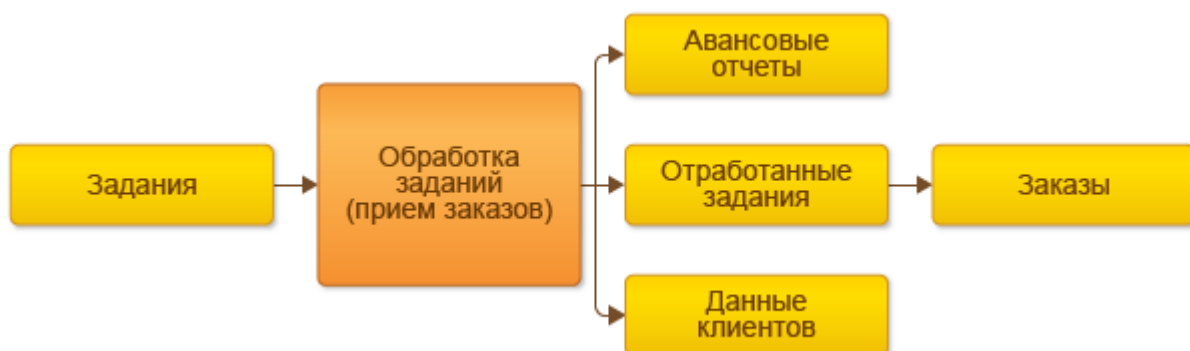 Задания
Обработка
заданий
(прием заказов)
Авансовые
отчеты
Отработанные
задания
Данные
клиентов
Заказы